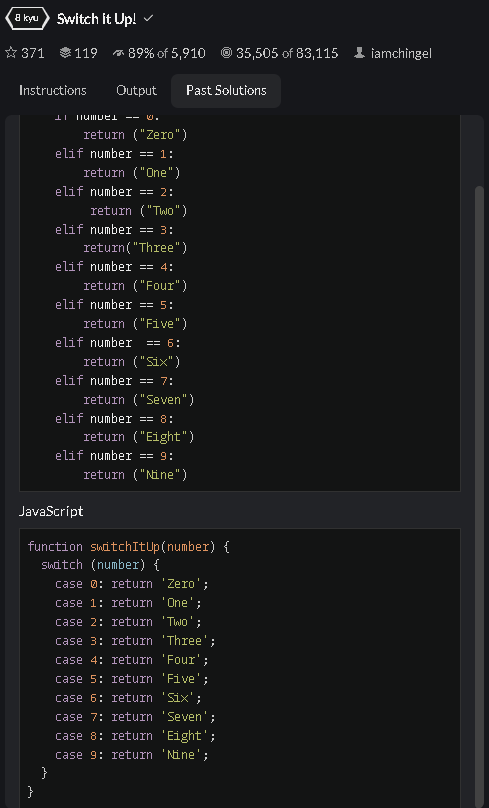 8 kyu Switch it Up!
371 119 89% of 5,910 35,505 of 83,115 iamchingel
Instructions Output Past Solutions
if number == 0:
return ("Zero")
elif number == 1:
return ("One")
elif number == 2:
return ("Two")
elif number == 3:
return("Three")
elif number == 4:
return ("Four")
elif number == 5:
return ("Five")
elif number  == 6:
return ("Six")
elif number == 7:
return ("Seven")
elif number == 8:
return ("Eight")
elif number == 9:
return ("Nine")
JavaScript
function switchItUp(number) {
switch (number) {
case 0: return 'Zero';
case 1: return 'One';
case 2: return 'Two';
case 3: return 'Three';
case 4: return 'Four';
case 5: return 'Five';
case 6: return 'Six';
case 7: return 'Seven';
case 8: return 'Eight';
case 9: return 'Nine';
}
}